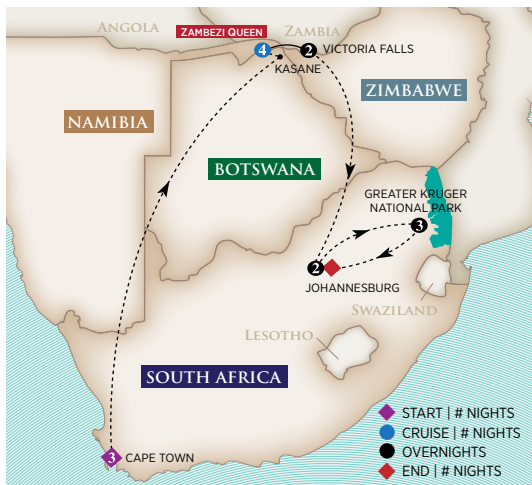 ANGOLA
ZAMBEZI QUEEN
ZAMBIA
4
2
VICTORIA FALLS
KASANE
ZIMBABWE
NAMIBIA
BOTSWANA
GREATER KRUGER
NATIONAL PARK
3
2
JOHANNESBURG
SWAZILAND
LESOTHO
SOUTH AFRICA
3
CAPE TOWN
START | # NIGHTS
CRUISE | # NIGHTS
OVERNIGHTS
END | # NIGHTS